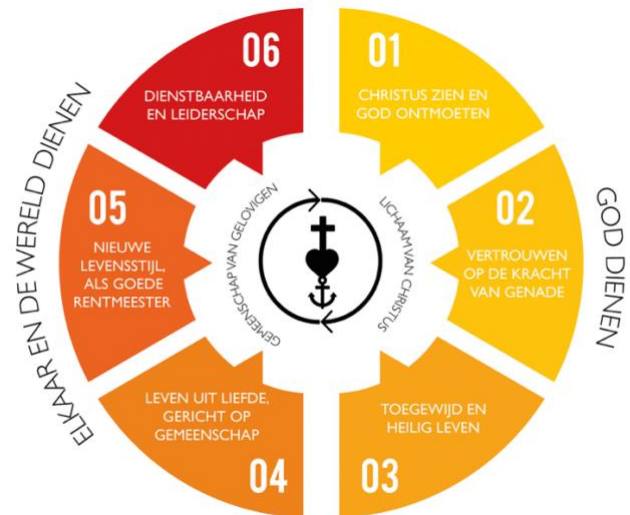 01
CHRISTUS ZIEN EN
GOD ONTMOETEN
02
VERTROUWEN
OP DE KRACHT
VAN GENADE
TOEGEWIJD EN
HEILIG LEVEN
03
LEVEN UIT LIEFDE,
GERICHT OP
GEMEENSCHAP
04
05
NIEUWE
LEVENSSTIJL,
ALS GOEDE
RENTMEESTER
06
DIENSTBAARHEID
EN LEIDERSCHAP
GOD DIENEN
ELKAAR EN DE WERELD DIENEN
GEMEENSCHAP VAN GELOVIGEN
LICHAAM VAN CHRISTUS